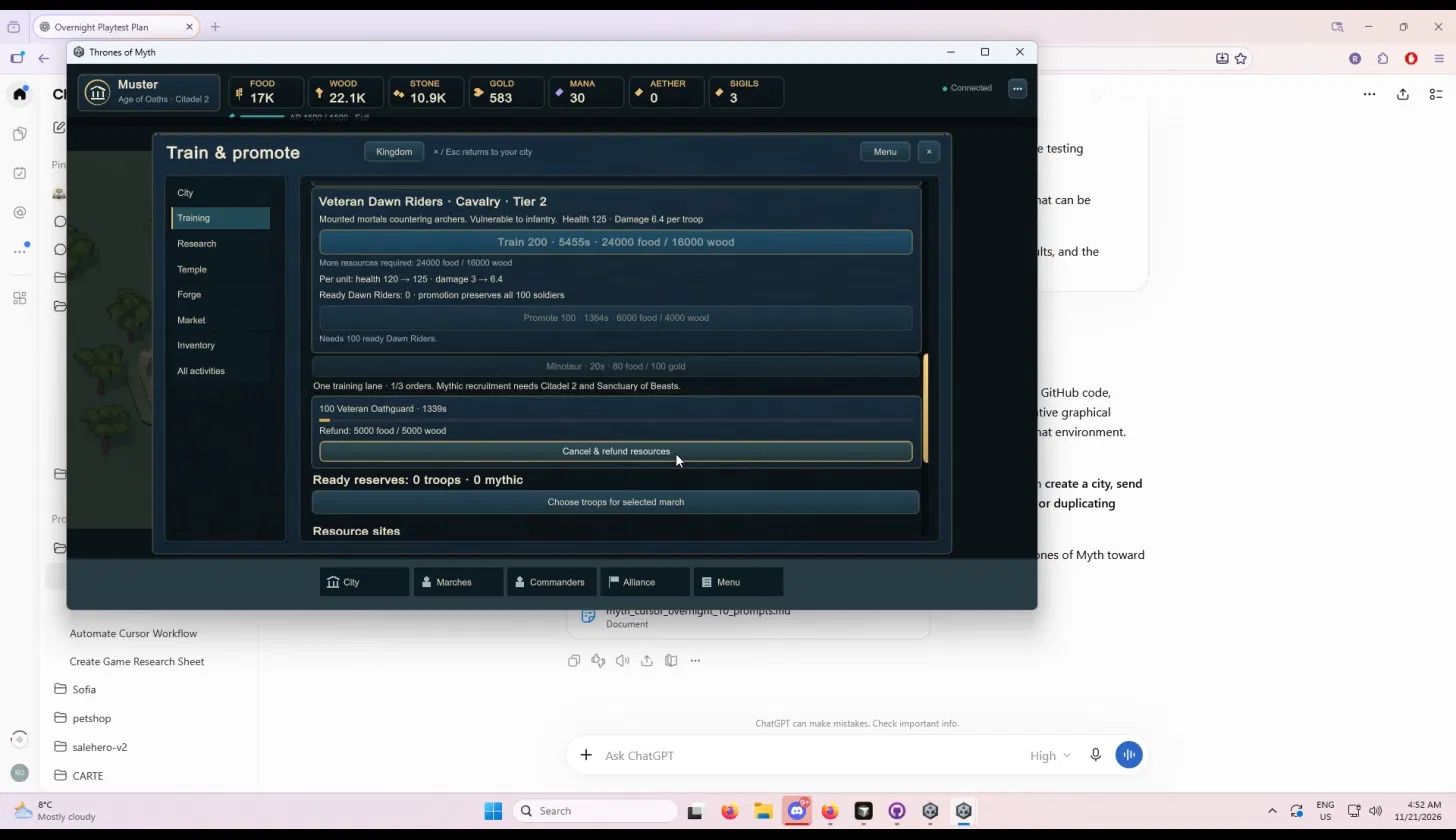 Overnight Playtest Plan
Thrones of Myth
Muster
Age of Oaths · Citadel 2
FOOD
17K
WOOD
22.1K
STONE
10.9K
GOLD
583
MANA
30
AETHER
0
SIGILS
3
Connected
AP 1500 / 1500 · Full
Train & promote
Kingdom
× / Esc returns to your city
Menu
City
Training
Research
Temple
Forge
Market
Inventory
All activities
Veteran Dawn Riders · Cavalry · Tier 2
Mounted mortals countering archers. Vulnerable to infantry. Health 125 · Damage 6.4 per troop
Train 200 · 5455s · 24000 food / 16000 wood
More resources required: 24000 food / 16000 wood
Per unit: health 120 → 125 · damage 3 → 6.4
Ready Dawn Riders: 0 · promotion preserves all 100 soldiers
Promote 100 · 1364s · 6000 food / 4000 wood
Needs 100 ready Dawn Riders.
Minotaur · 20s · 80 food / 100 gold
One training lane · 1/3 orders. Mythic recruitment needs Citadel 2 and Sanctuary of Beasts.
100 Veteran Oathguard · 1339s
Refund: 5000 food / 5000 wood
Cancel & refund resources
Ready reserves: 0 troops · 0 mythic
Choose troops for selected march
Resource sites
City
Marches
Commanders
Alliance
Menu
Ch
Pin
Pro
e testing
hat can be
ults, and the
GitHub code,
ative graphical
hat environment.
n create a city, send
or duplicating
ones of Myth toward
myth_cursor_overnight_10_prompts.md
Document
Automate Cursor Workflow
Create Game Research Sheet
Sofia
petshop
salehero-v2
CARTE
RD
R
ChatGPT can make mistakes. Check important info.
Ask ChatGPT
High
8°C
Mostly cloudy
Search
9+
ENG
US
4:52 AM
11/21/2026